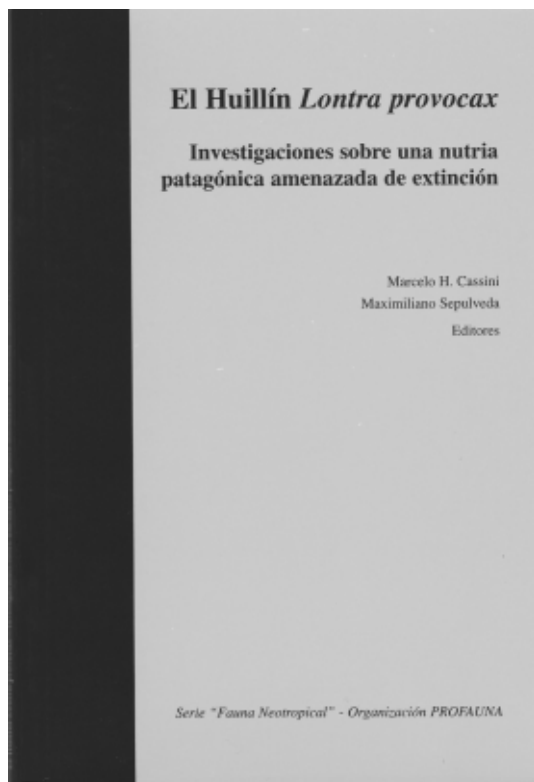 El Huillín Lontra provocax
Investigaciones sobre una nutria
patagónica amenazada de extinción
Marcelo H. Cassini
Maximiliano Sepulveda
Editores
Serie "Fauna Neotropical" - Organización PROFAUNA